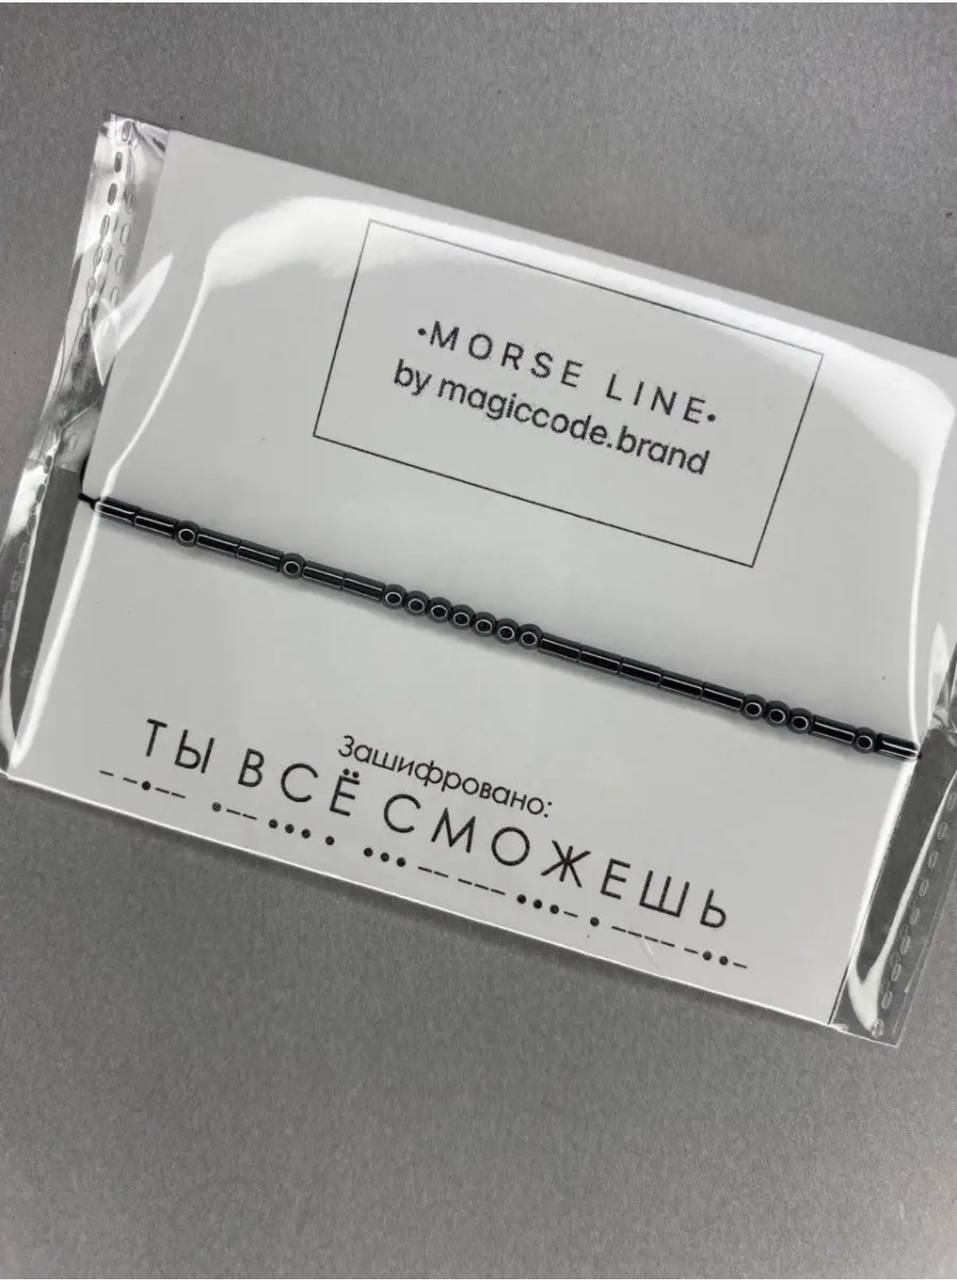 •MORSE LINE•
by magiccode.brand
Зашифровано:
ТЫ ВСЁ СМОЖЕШЬ
– –•– – •–– ••• • ••• –– ––– •••– • –––– –••–